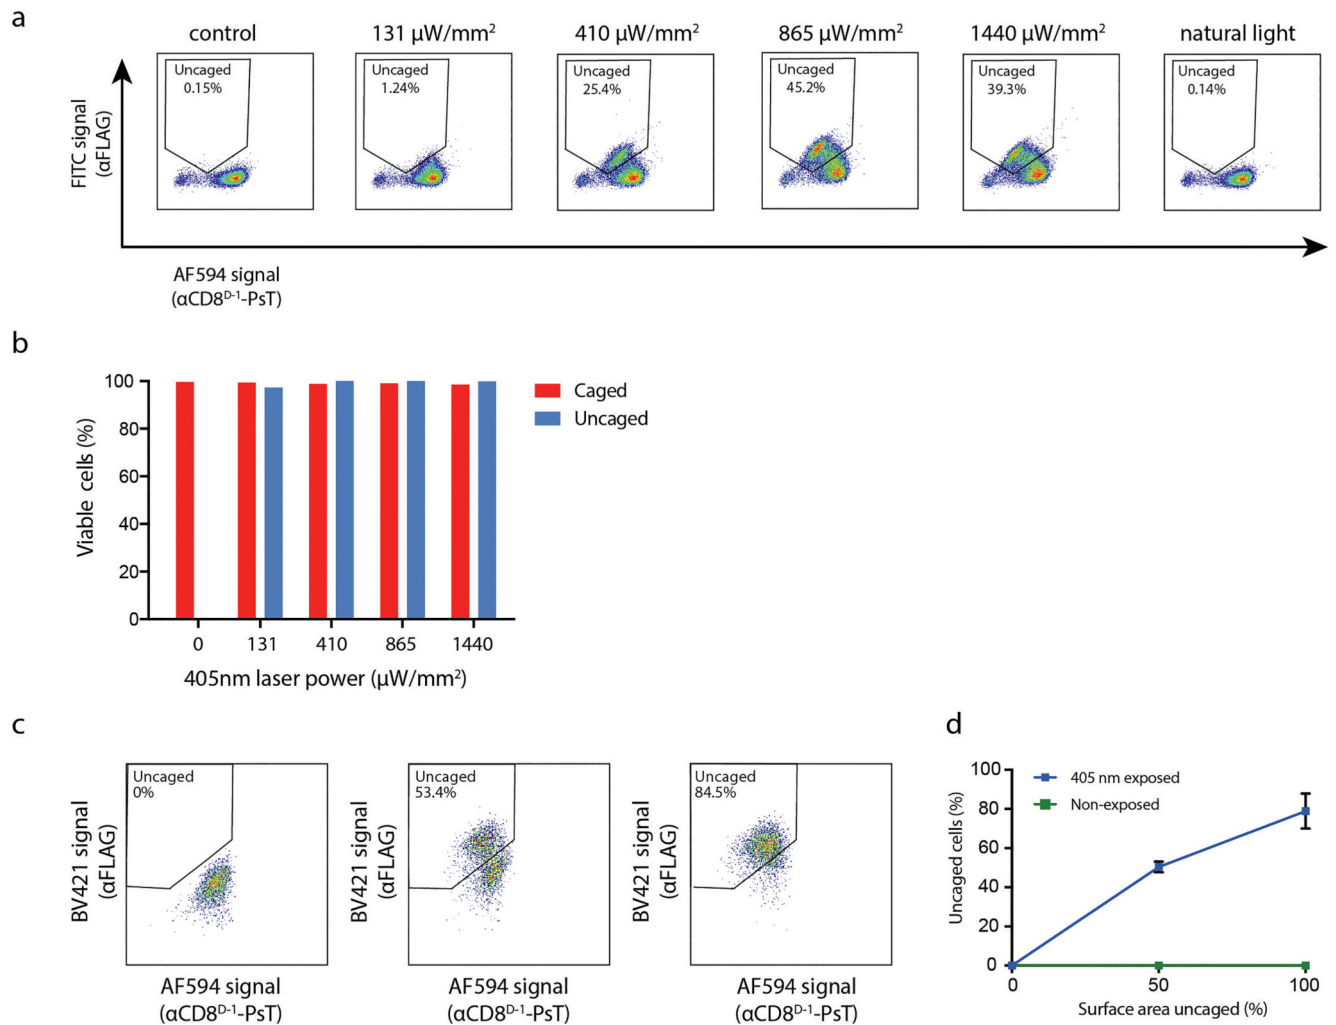 a
control
131 µW/mm²
410 µW/mm²
865 µW/mm²
1440 µW/mm²
natural light
Uncaged
0.15%
Uncaged
1.24%
Uncaged
25.4%
Uncaged
45.2%
Uncaged
39.3%
Uncaged
0.14%
FITC signal
(αFLAG)
AF594 signal
(αCD8ᴰ⁻¹-PsT)
b
100
80
60
40
20
0
Viable cells (%)
0
131
410
865
1440
405nm laser power (µW/mm²)
Caged
Uncaged
c
Uncaged
0%
BV421 signal
(αFLAG)
AF594 signal
(αCD8ᴰ⁻¹-PsT)
Uncaged
53.4%
BV421 signal
(αFLAG)
AF594 signal
(αCD8ᴰ⁻¹-PsT)
Uncaged
84.5%
BV421 signal
(αFLAG)
AF594 signal
(αCD8ᴰ⁻¹-PsT)
d
100
80
60
40
20
0
Uncaged cells (%)
405 nm exposed
Non-exposed
0
50
100
Surface area uncaged (%)